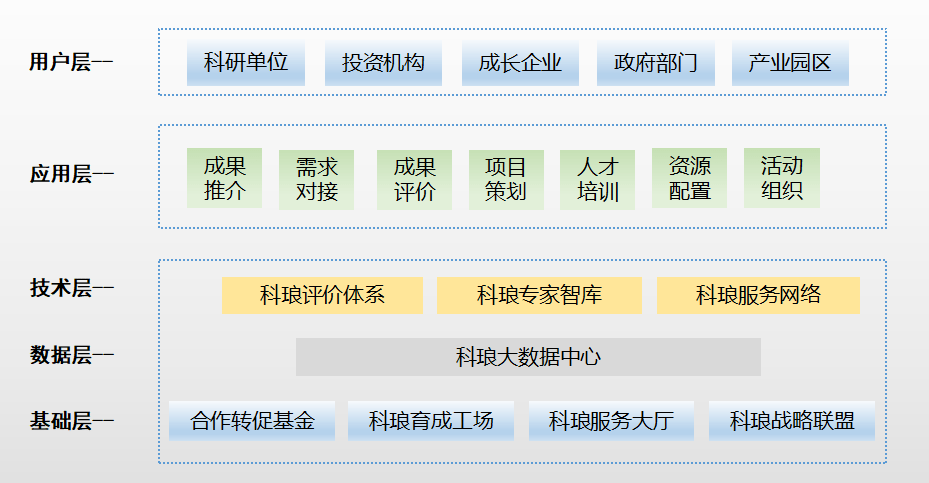 用户层——
科研单位
投资机构
成长企业
政府部门
产业园区
应用层——
成果
推介
需求
对接
成果
评价
项目
策划
人才
培训
资源
配置
活动
组织
技术层——
科琅评价体系
科琅专家智库
科琅服务网络
数据层——
科琅大数据中心
基础层——
合作转促基金
科琅育成工场
科琅服务大厅
科琅战略联盟